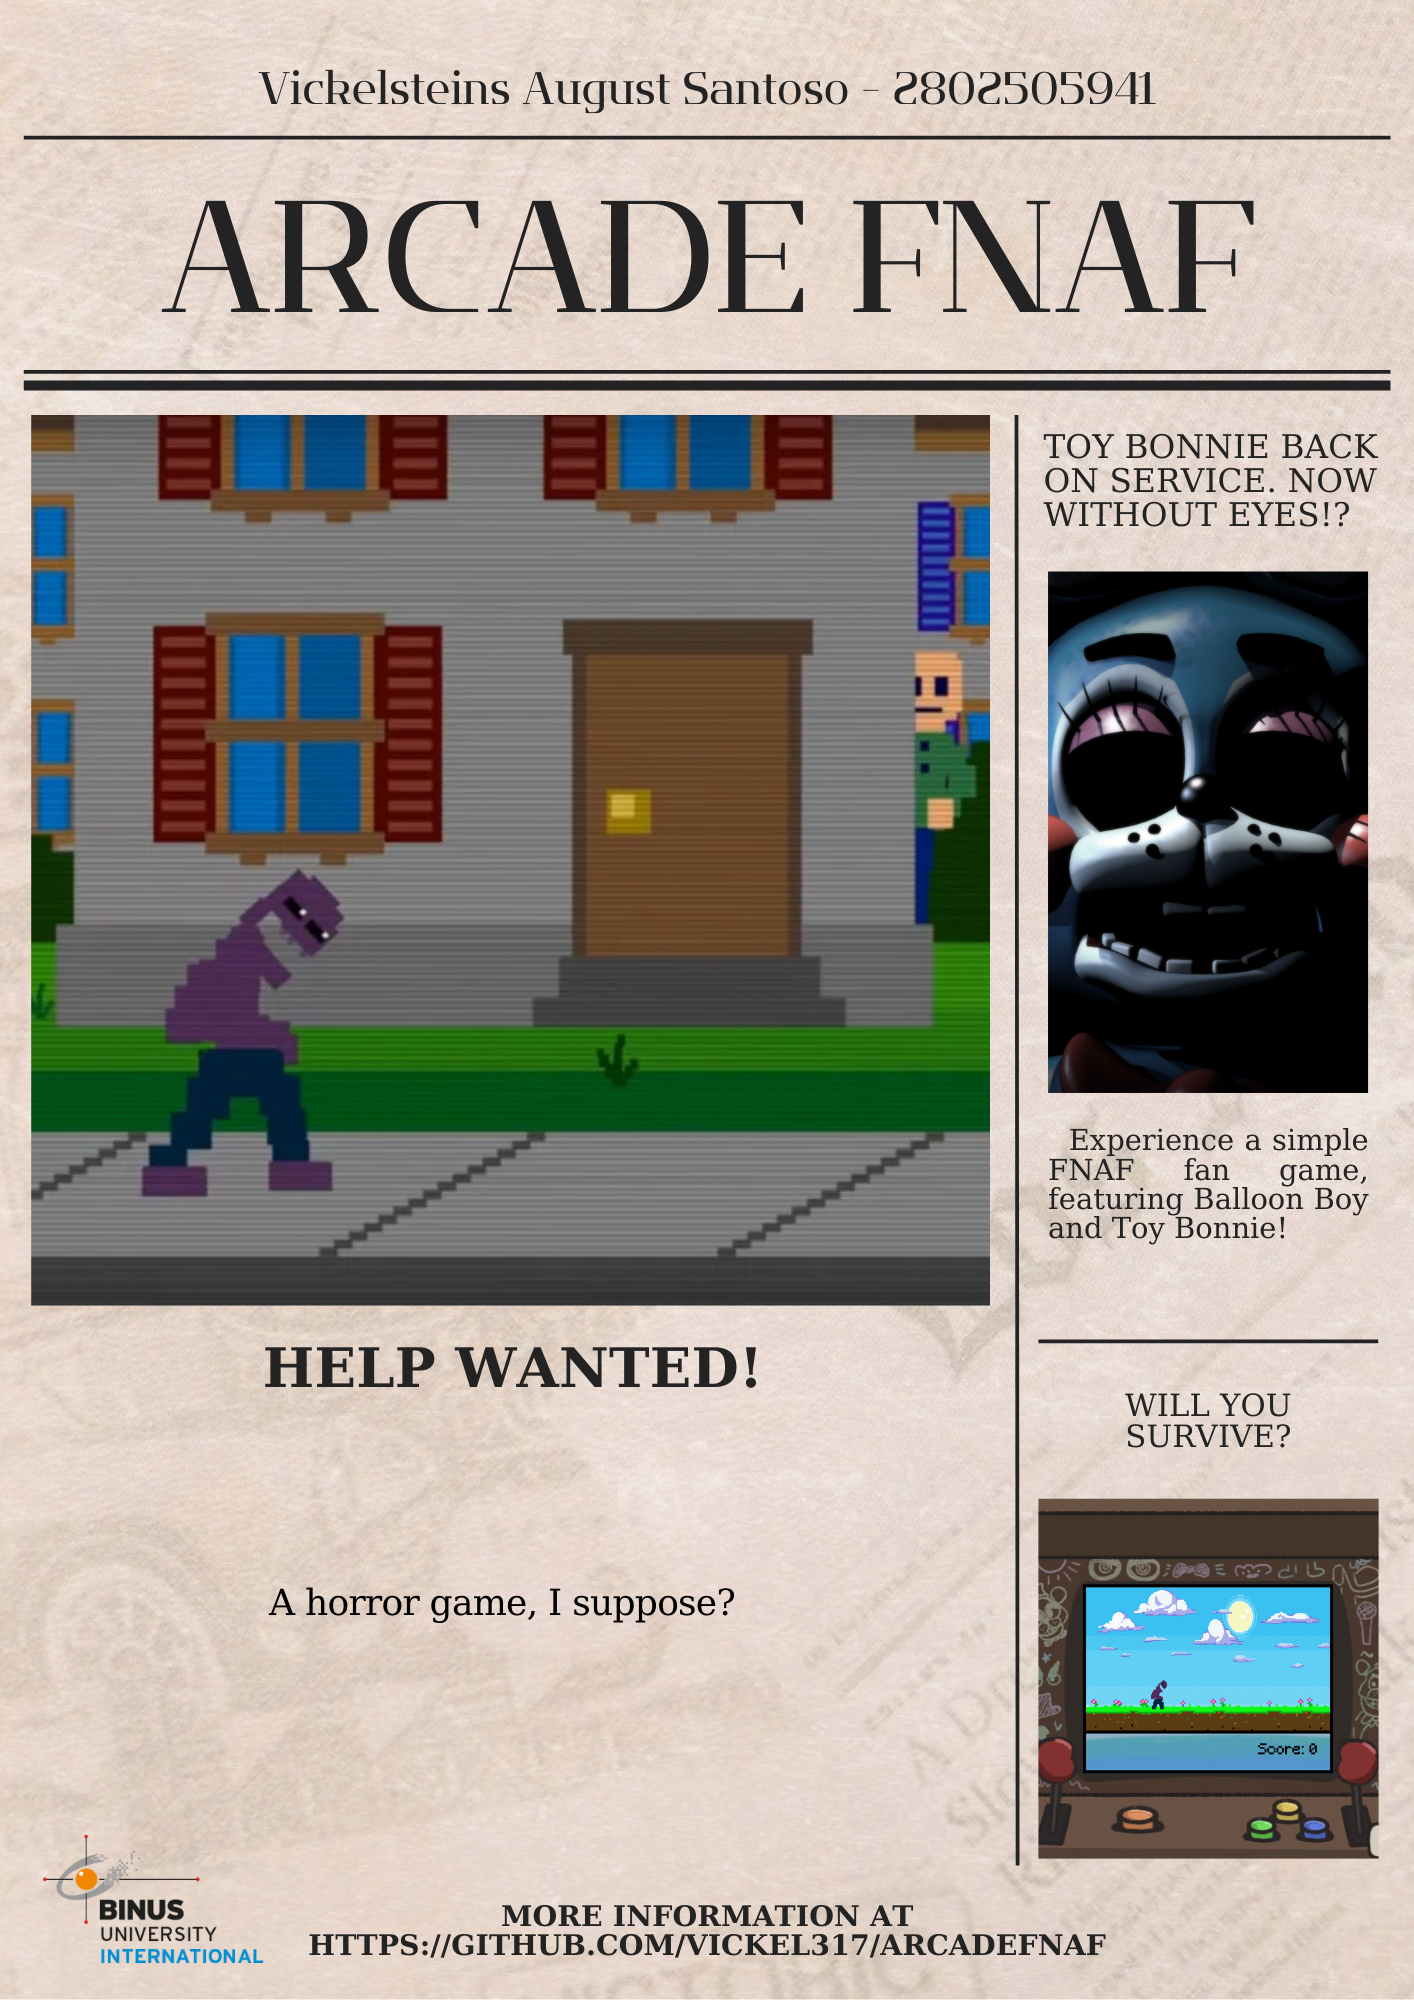 Vickelsteins August Santoso - 2802505941
ARCADE FNAF
TOY BONNIE BACK
ON SERVICE. NOW
WITHOUT EYES!?
Experience a simple
FNAF fan game,
featuring Balloon Boy
and Toy Bonnie!
HELP WANTED!
A horror game, I suppose?
WILL YOU
SURVIVE?
Score: 0
BINUS
UNIVERSITY
INTERNATIONAL
MORE INFORMATION AT
HTTPS://GITHUB.COM/VICKEL317/ARCADEFNAF